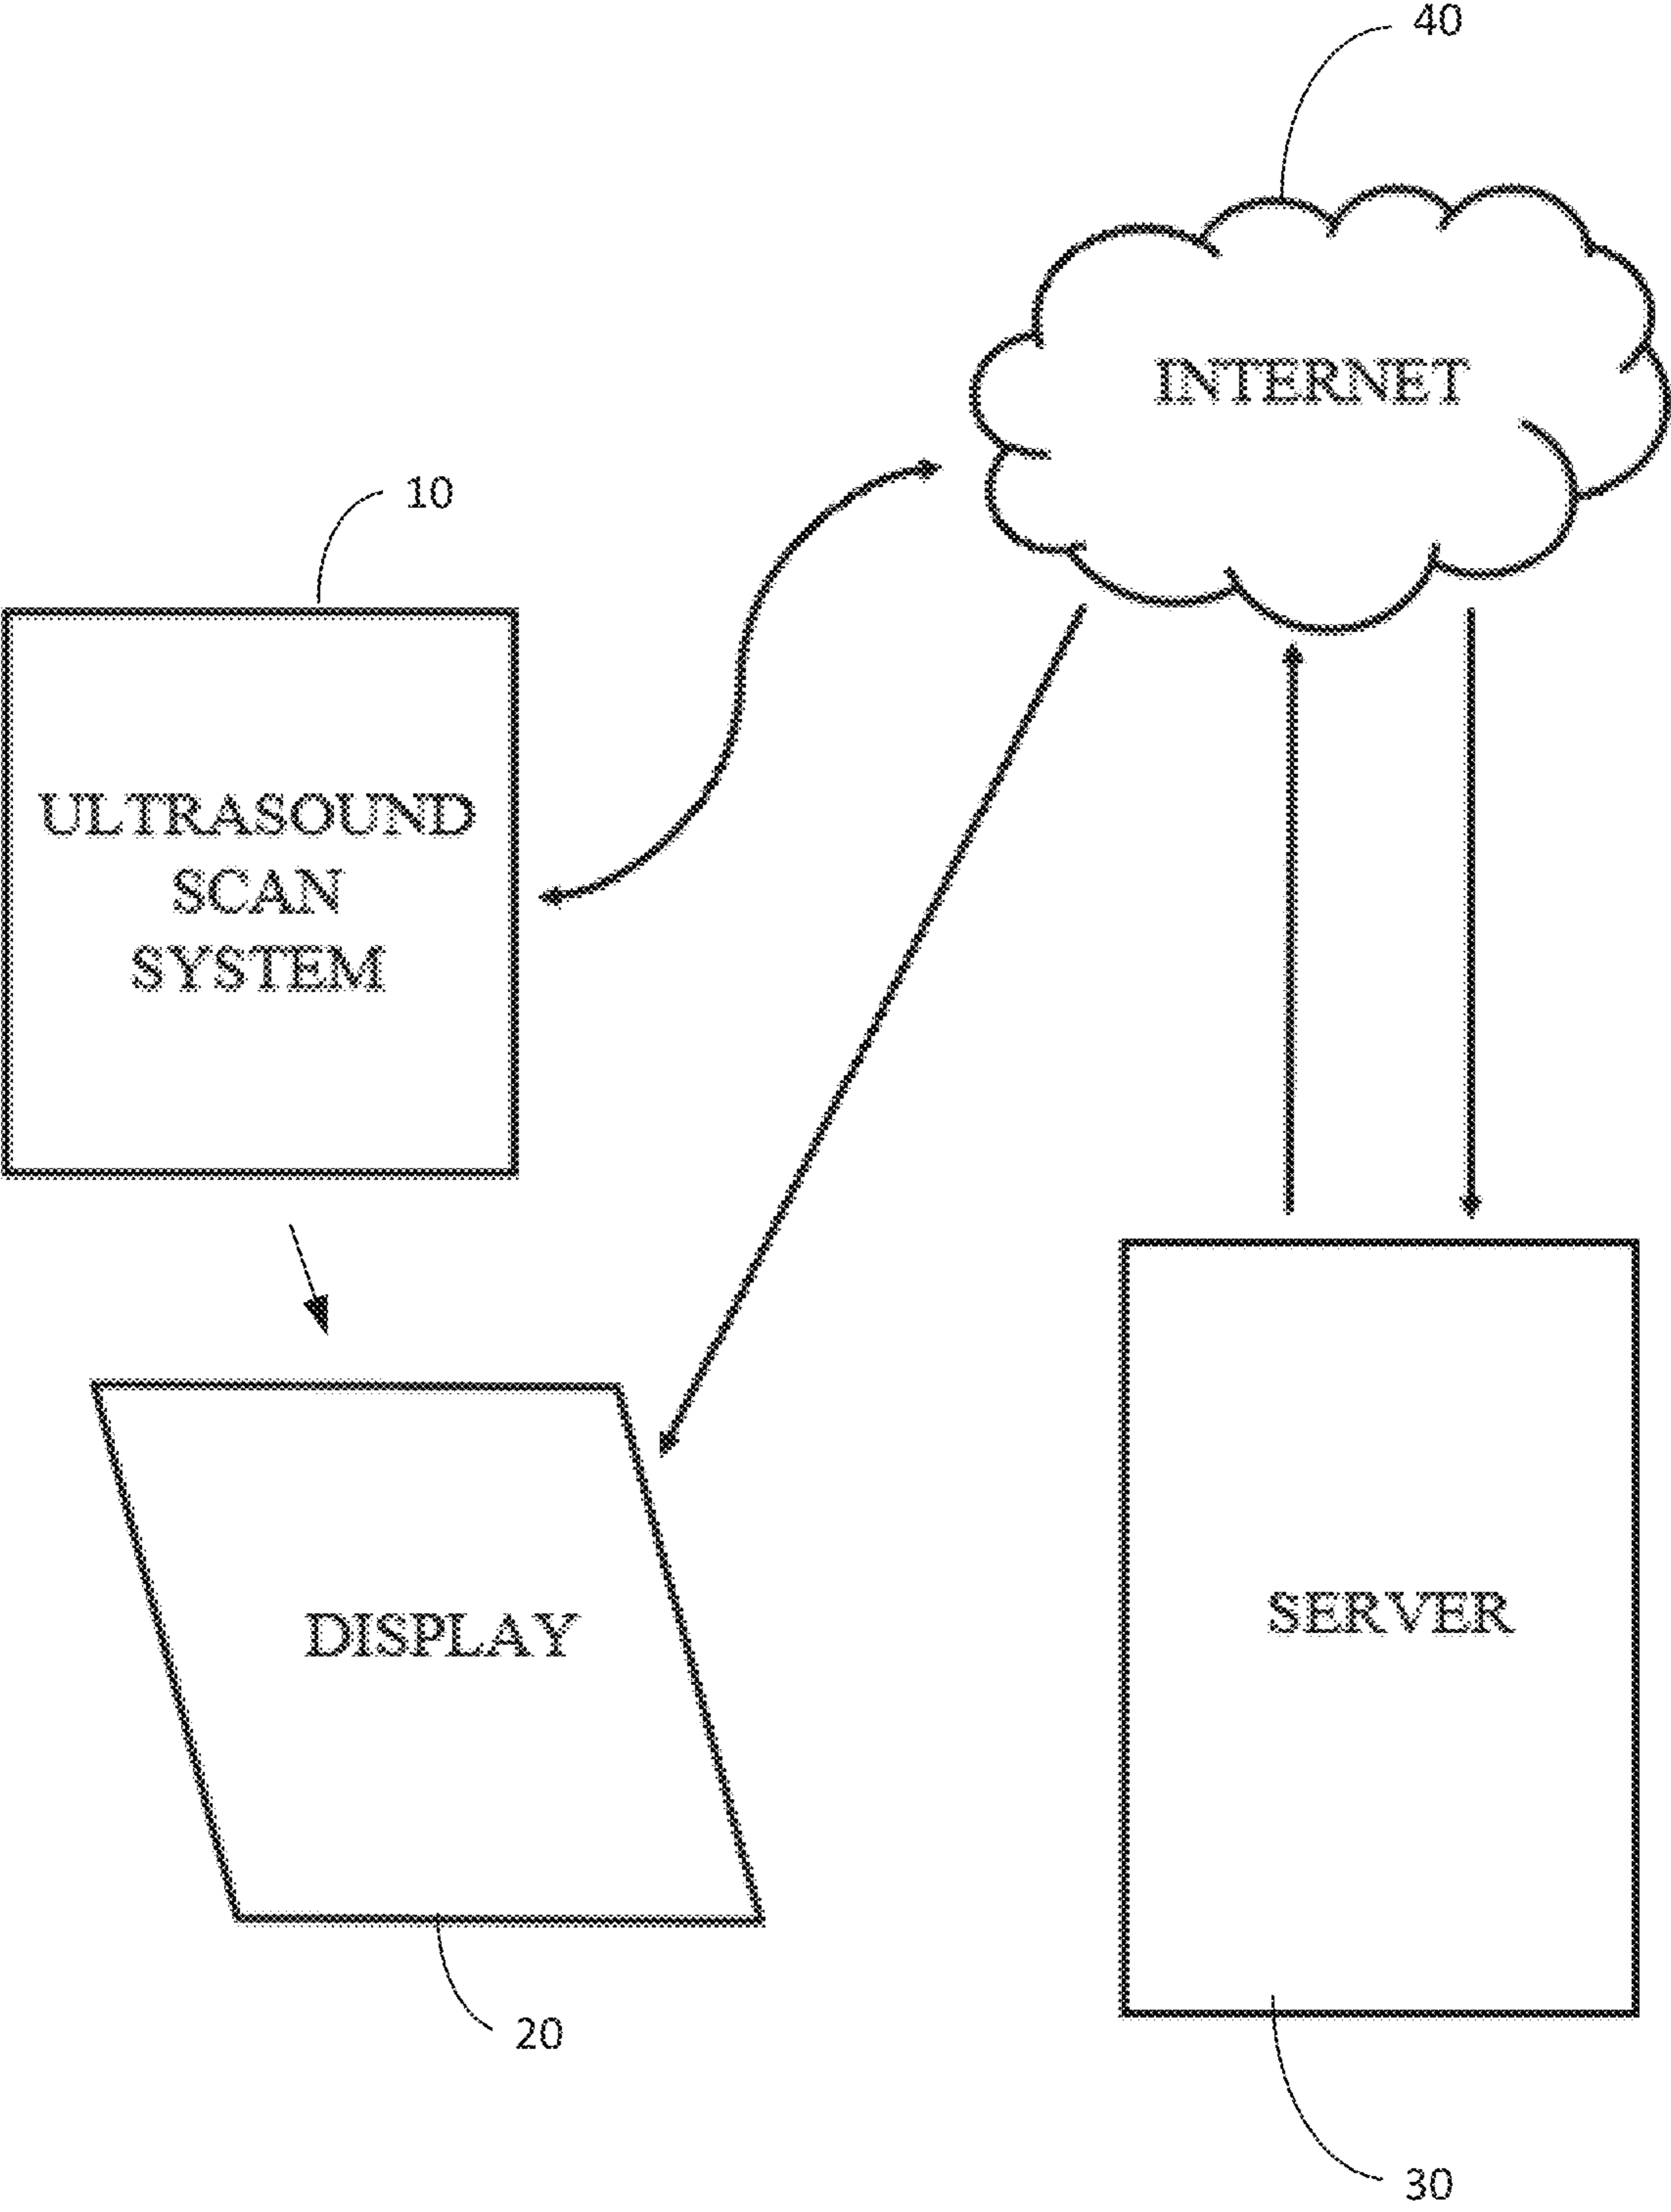 40
INTERNET
10
ULTRASOUND
SCAN
SYSTEM
DISPLAY
SERVER
20
30